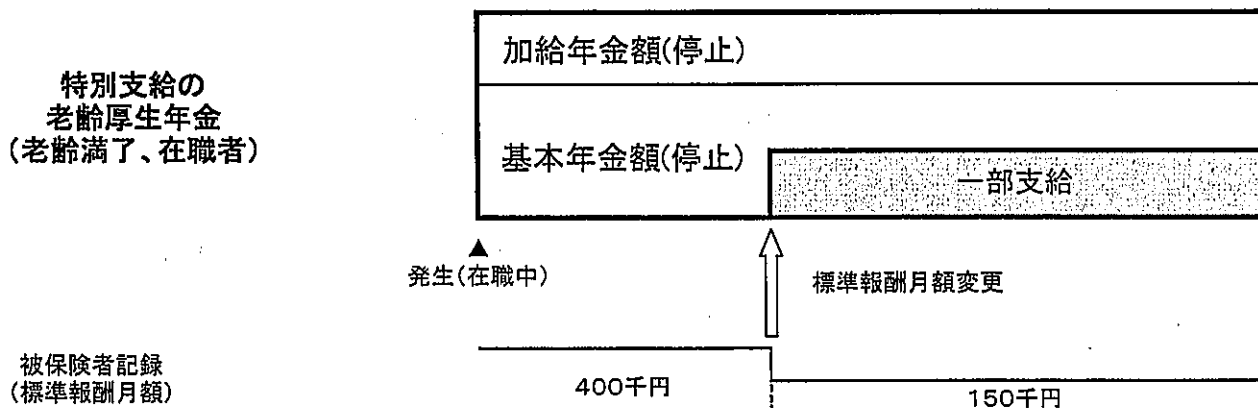 特別支給の
老齢厚生年金
(老齢満了、在職者)
加給年金額(停止)
基本年金額(停止)
一部支給
▲
発生(在職中)
標準報酬月額変更
被保険者記録
(標準報酬月額)
400千円
150千円